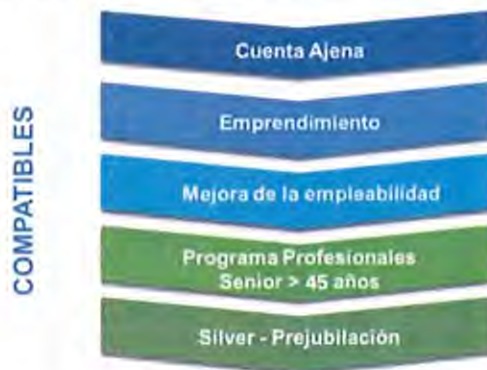 COMPATIBLES
Cuenta Ajena
Emprendimiento
Mejora de la empleabilidad
Programa Profesionales
Senior > 45 años
Silver - Prejubilación